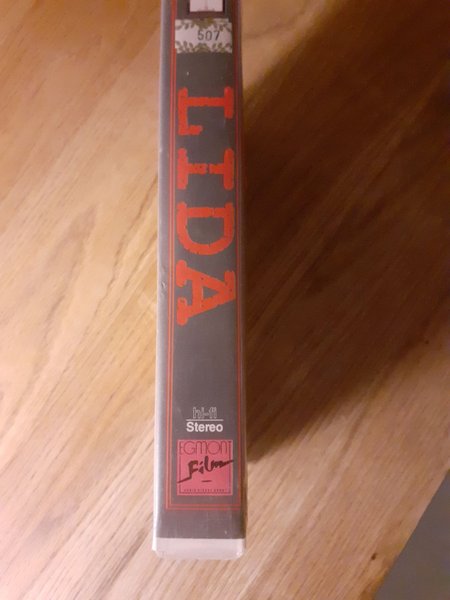 507
LIDA
hi-fi
Stereo
EGMONT
Film